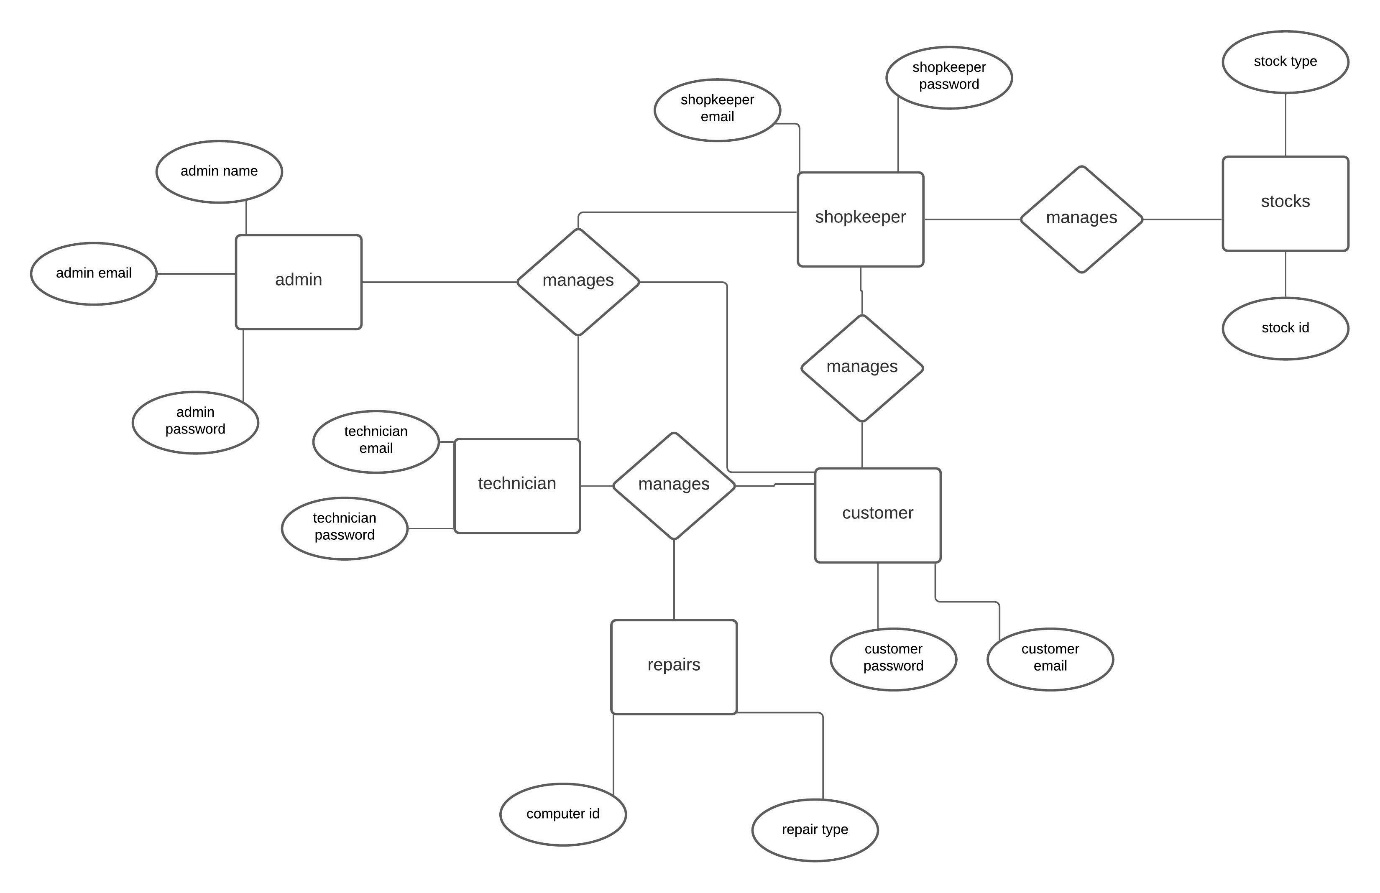 stock type
shopkeeper
password
shopkeeper
email
admin name
stocks
shopkeeper
manages
admin email
admin
manages
stock id
manages
admin
password
technician
email
technician
manages
customer
technician
password
customer
password
customer
email
repairs
computer id
repair type